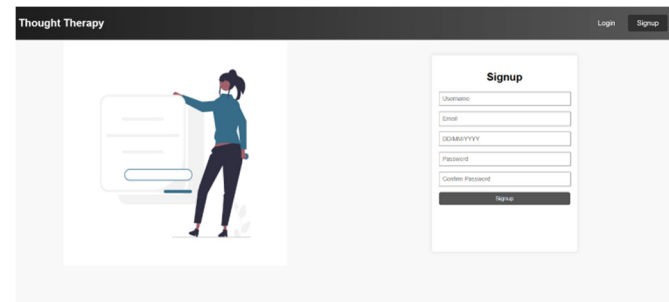 Thought Therapy
Login
Signup
Signup
Username
Email
DD/MM/YYYY
Password
Confirm Password
Signup